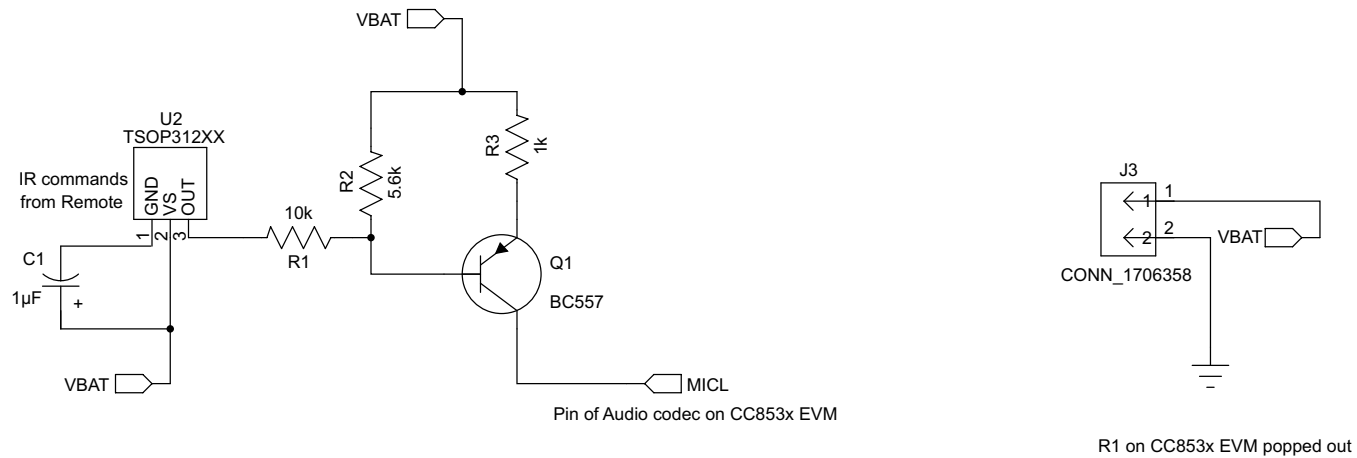 VBAT
U2
TSOP312XX
IR commands
from Remote
GND
VS
OUT
1
2
3
C1
1µF
+
VBAT
10k
R1
R2
5.6k
R3
1k
Q1
BC557
MICL
Pin of Audio codec on CC853x EVM
J3
1
1
2
2
VBAT
CONN_1706358
R1 on CC853x EVM popped out